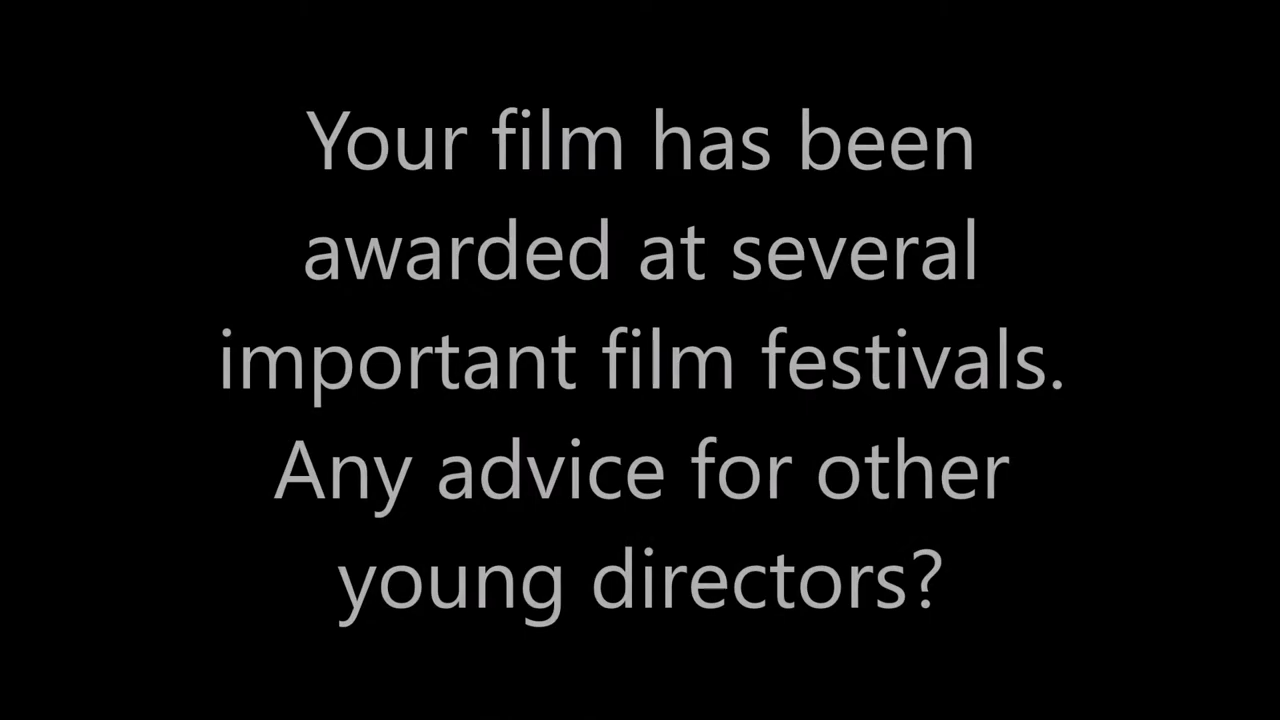 Your film has been
awarded at several
important film festivals.
Any advice for other
young directors?